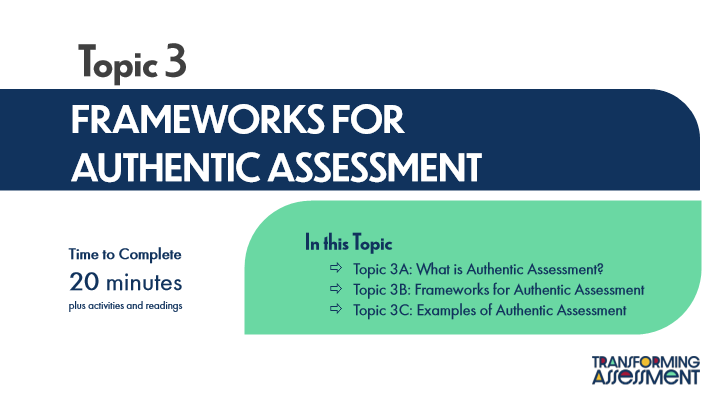 Topic 3
FRAMEWORKS FOR
AUTHENTIC ASSESSMENT
Time to Complete
20 minutes
plus activities and readings
In this Topic
⇨ Topic 3A: What is Authentic Assessment?
⇨ Topic 3B: Frameworks for Authentic Assessment
⇨ Topic 3C: Examples of Authentic Assessment
TRANSFORMING
ASSESSMENT